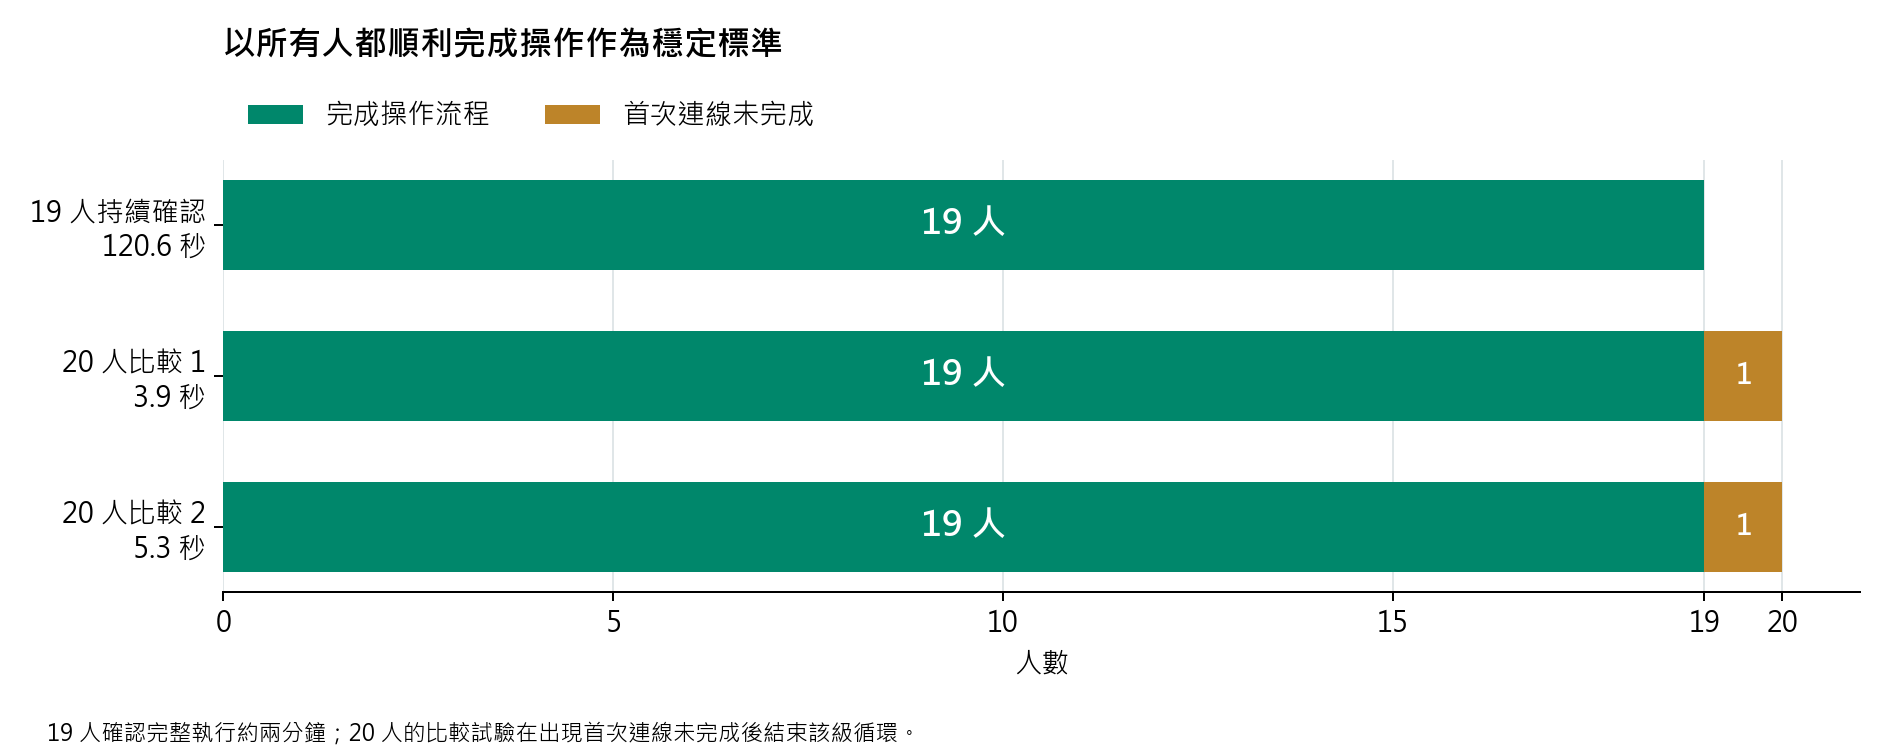 以所有人都順利完成操作作為穩定標準
完成操作流程 首次連線未完成
19 人持續確認
120.6 秒
19 人
20 人比較 1
3.9 秒
19 人 1
20 人比較 2
5.3 秒
19 人 1
0 5 10 15 19 20
人數
19 人確認完整執行約兩分鐘；20 人的比較試驗在出現首次連線未完成後結束該級循環。